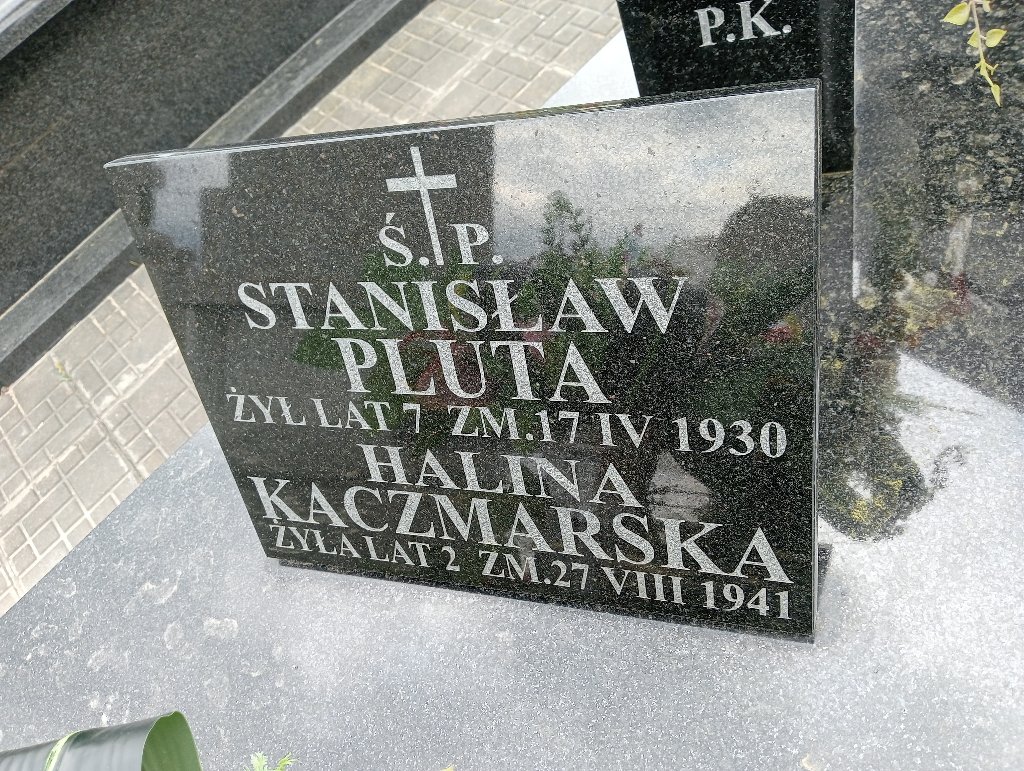 P.K.
Ś. P.
STANISŁAW
PLUTA
ŻYŁ LAT 7 ZM.17 IV 1930
HALINA
KACZMARSKA
ŻYŁA LAT 2 ZM.27 VIII 1941